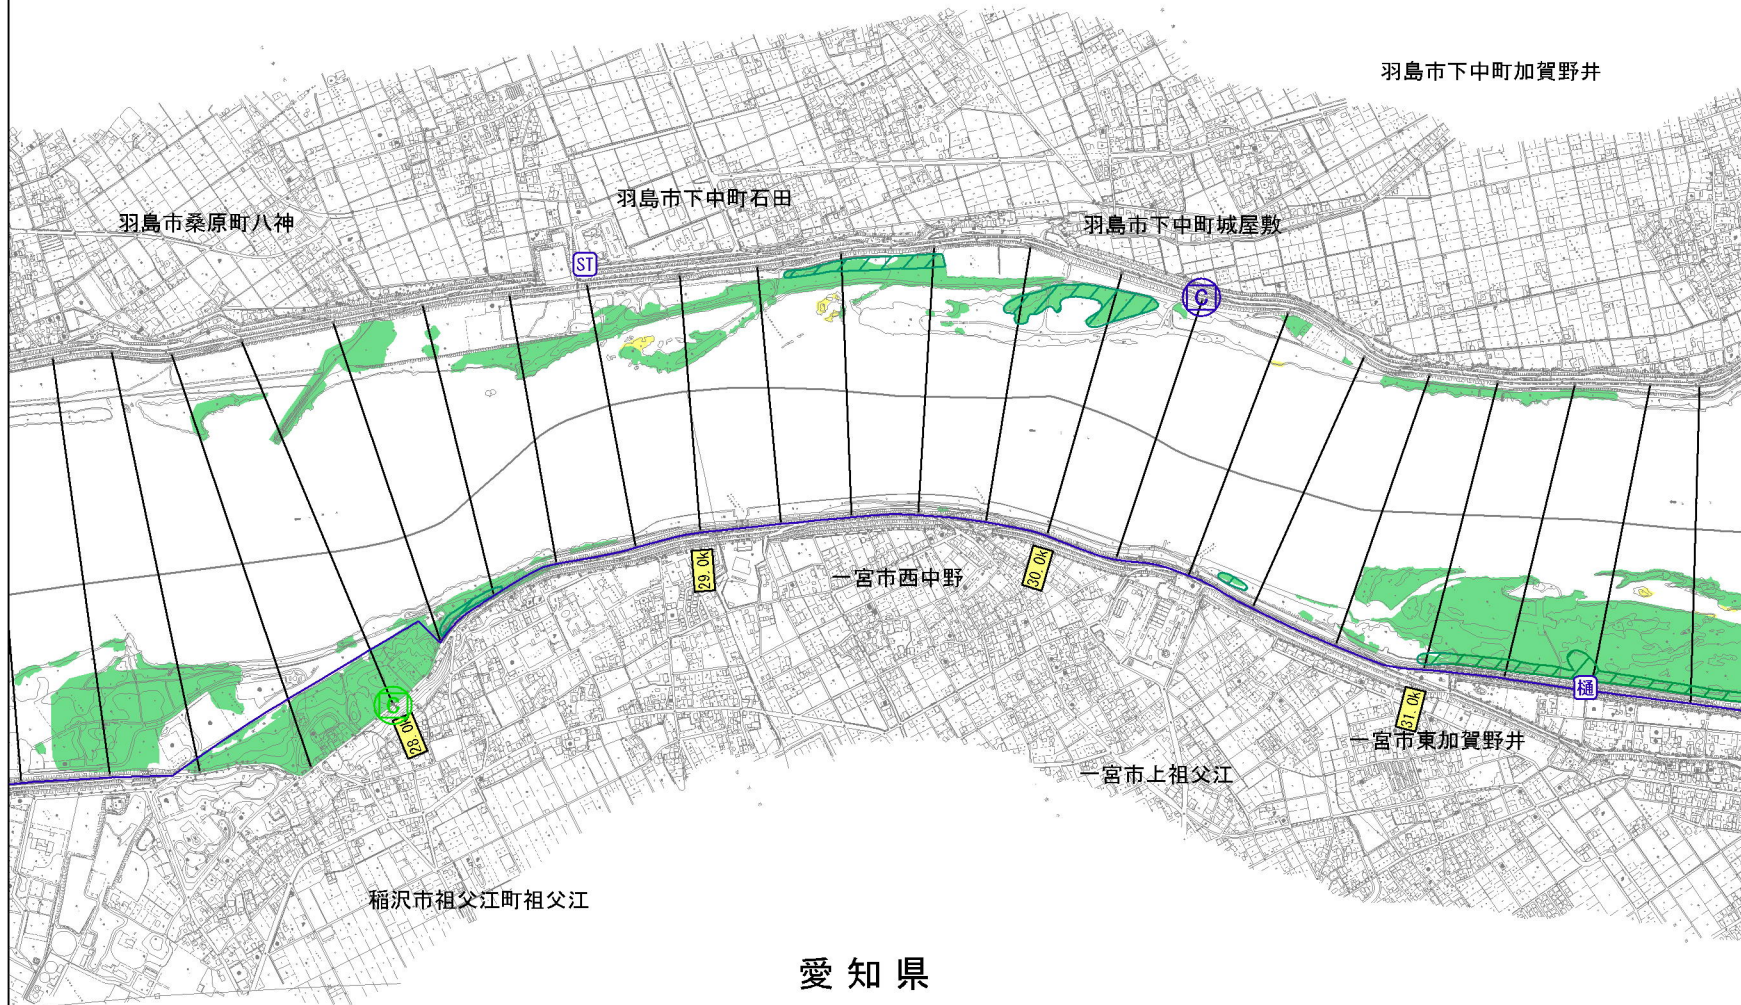 羽島市下中町加賀野井
羽島市下中町石田
羽島市桑原町八神
羽島市下中町城屋敷
ST
C
29.0k
一宮市西中野
30.0k
樋
C
28.0k
31.0k
一宮市東加賀野井
一宮市上祖父江
稲沢市祖父江町祖父江
愛知県